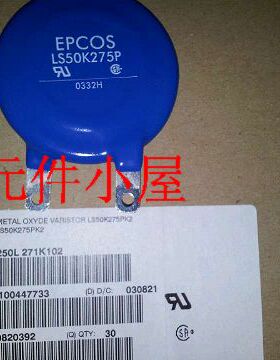 EPCOS
LS50K275P
0332H
元件小屋
METAL OXYDE VARISTOR LS50K275PK2
LS50K275PK2
250L 271K102
100447733
(D) D/C: 030821
0820392
(Q) QTY: 30